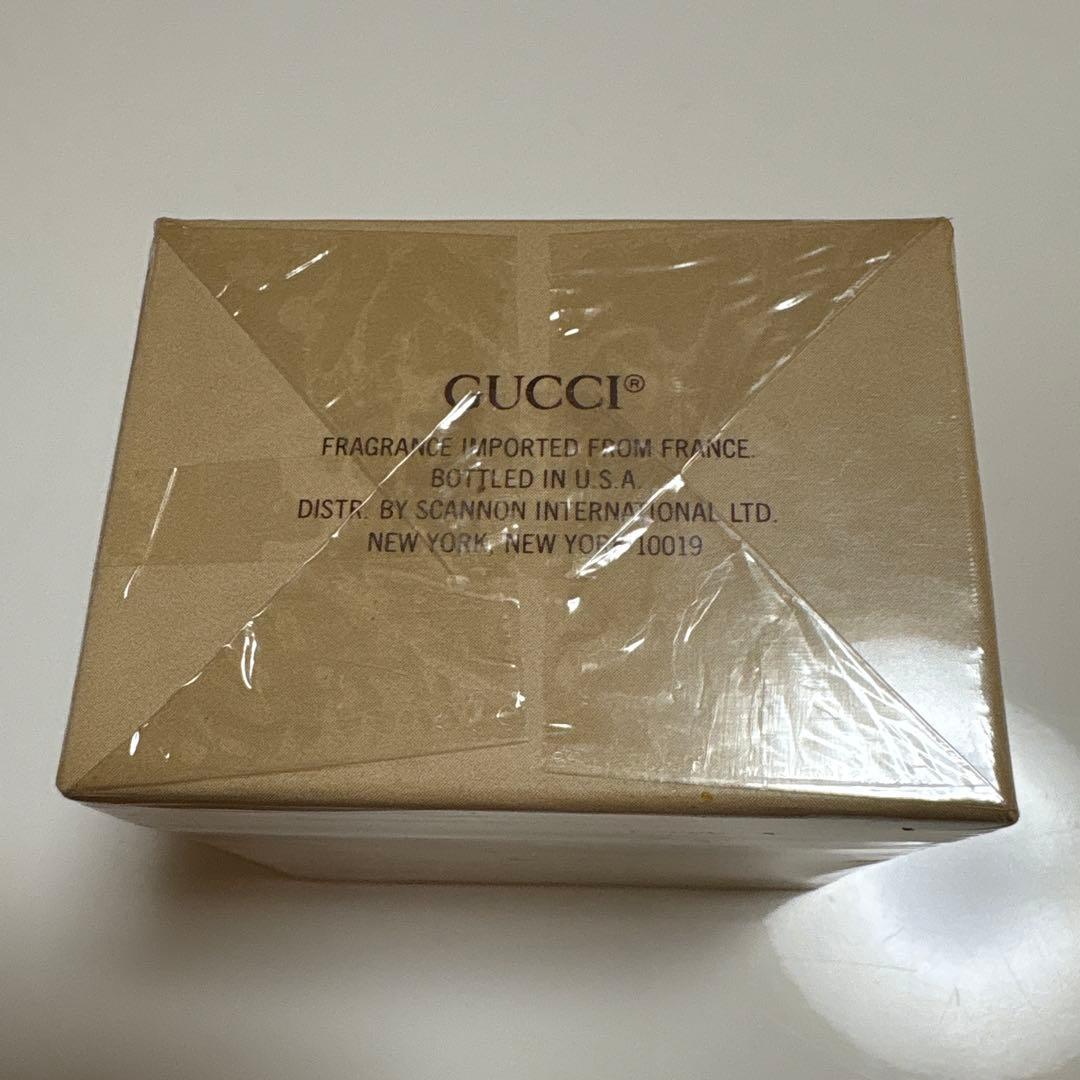 GUCCI®
FRAGRANCE IMPORTED FROM FRANCE.
BOTTLED IN U.S.A.
DISTR. BY SCANNON INTERNATIONAL LTD.
NEW YORK, NEW YORK 10019